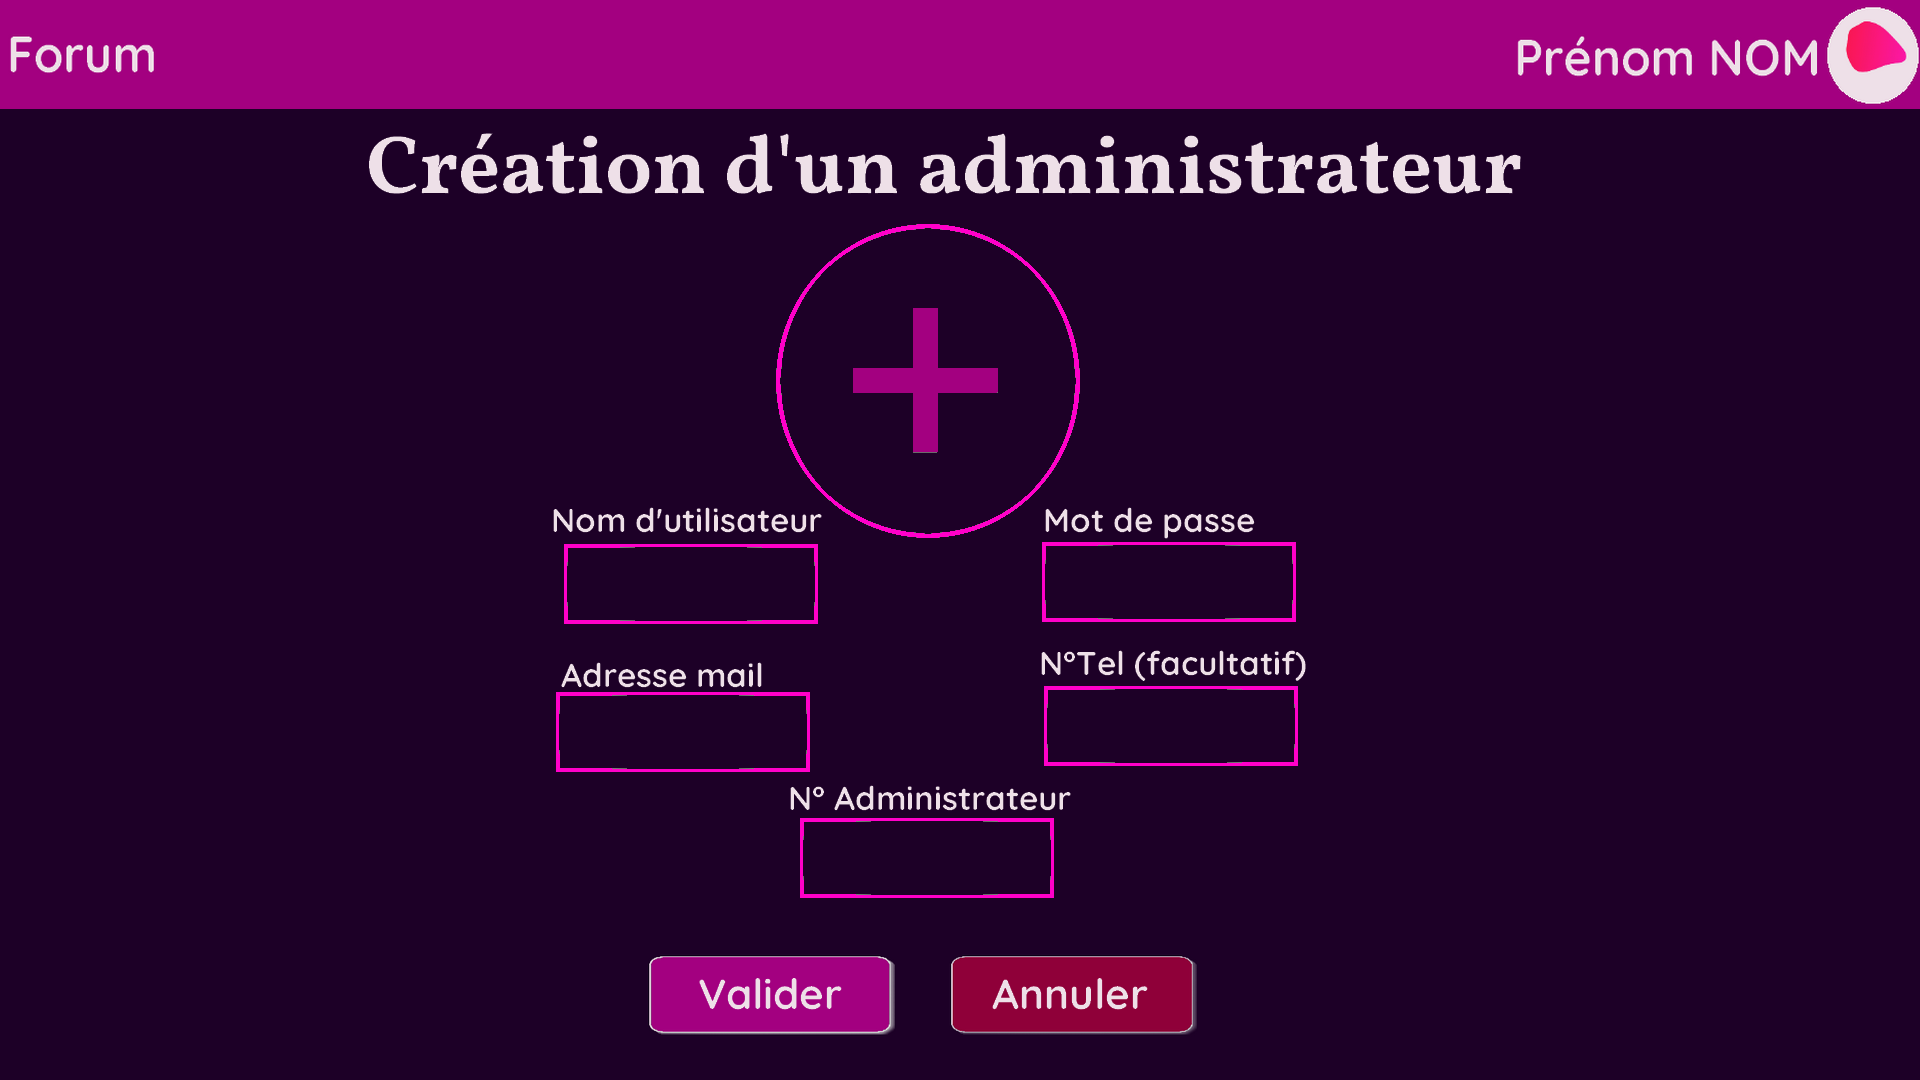 Forum
Prénom NOM
Création d'un administrateur
Nom d'utilisateur
Mot de passe
Adresse mail
N°Tel (facultatif)
N° Administrateur
Valider
Annuler